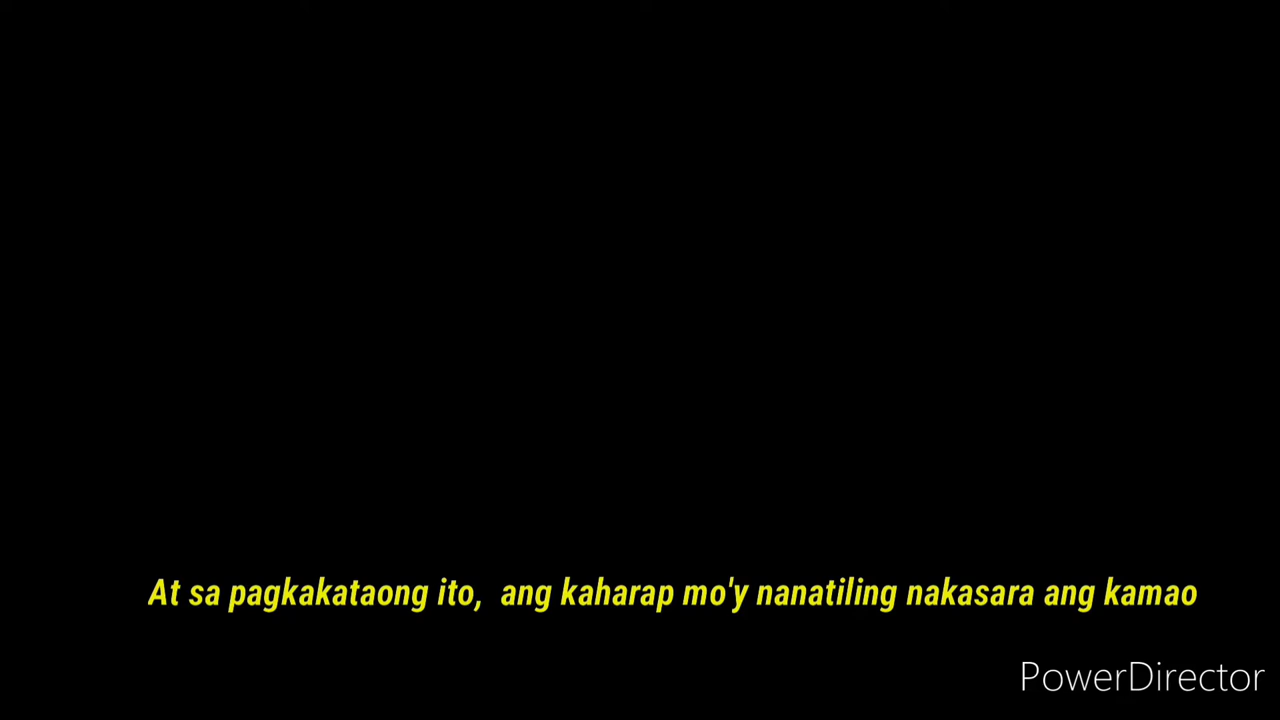 At sa pagkakataong ito, ang kaharap mo'y nanatiling nakasara ang kamao
PowerDirector